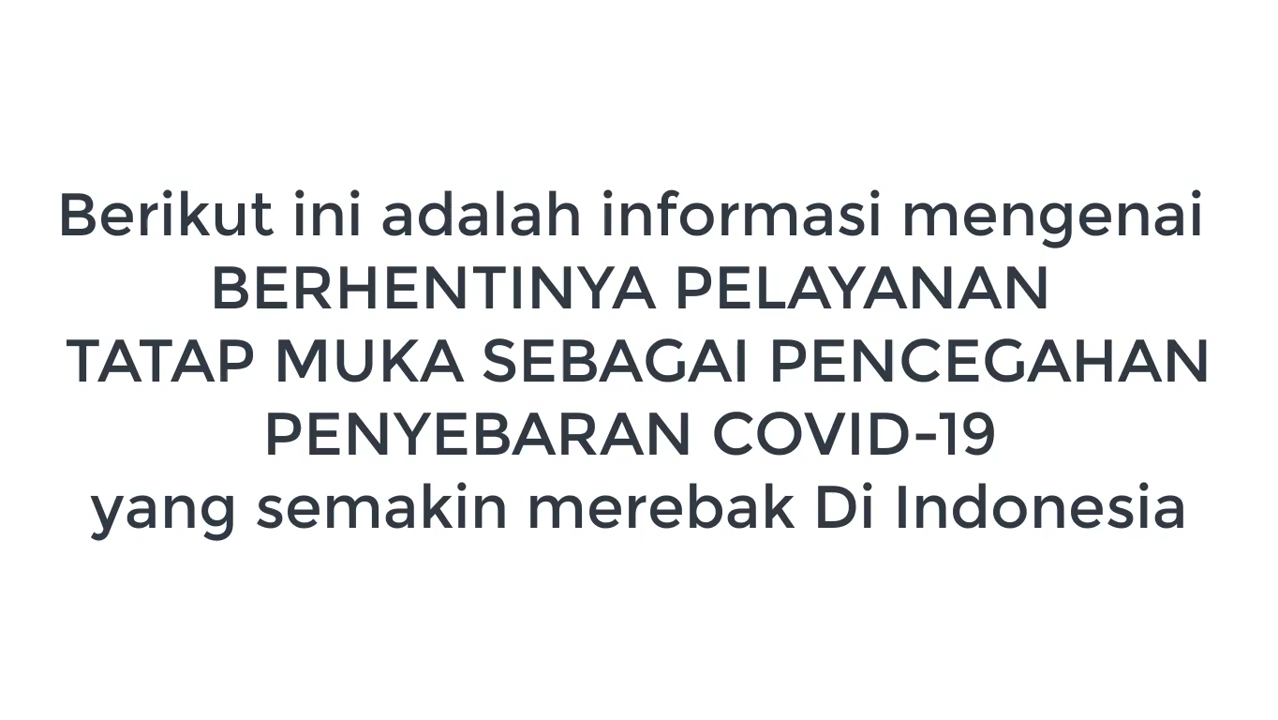 Berikut ini adalah informasi mengenai
BERHENTINYA PELAYANAN
TATAP MUKA SEBAGAI PENCEGAHAN
PENYEBARAN COVID-19
yang semakin merebak Di Indonesia